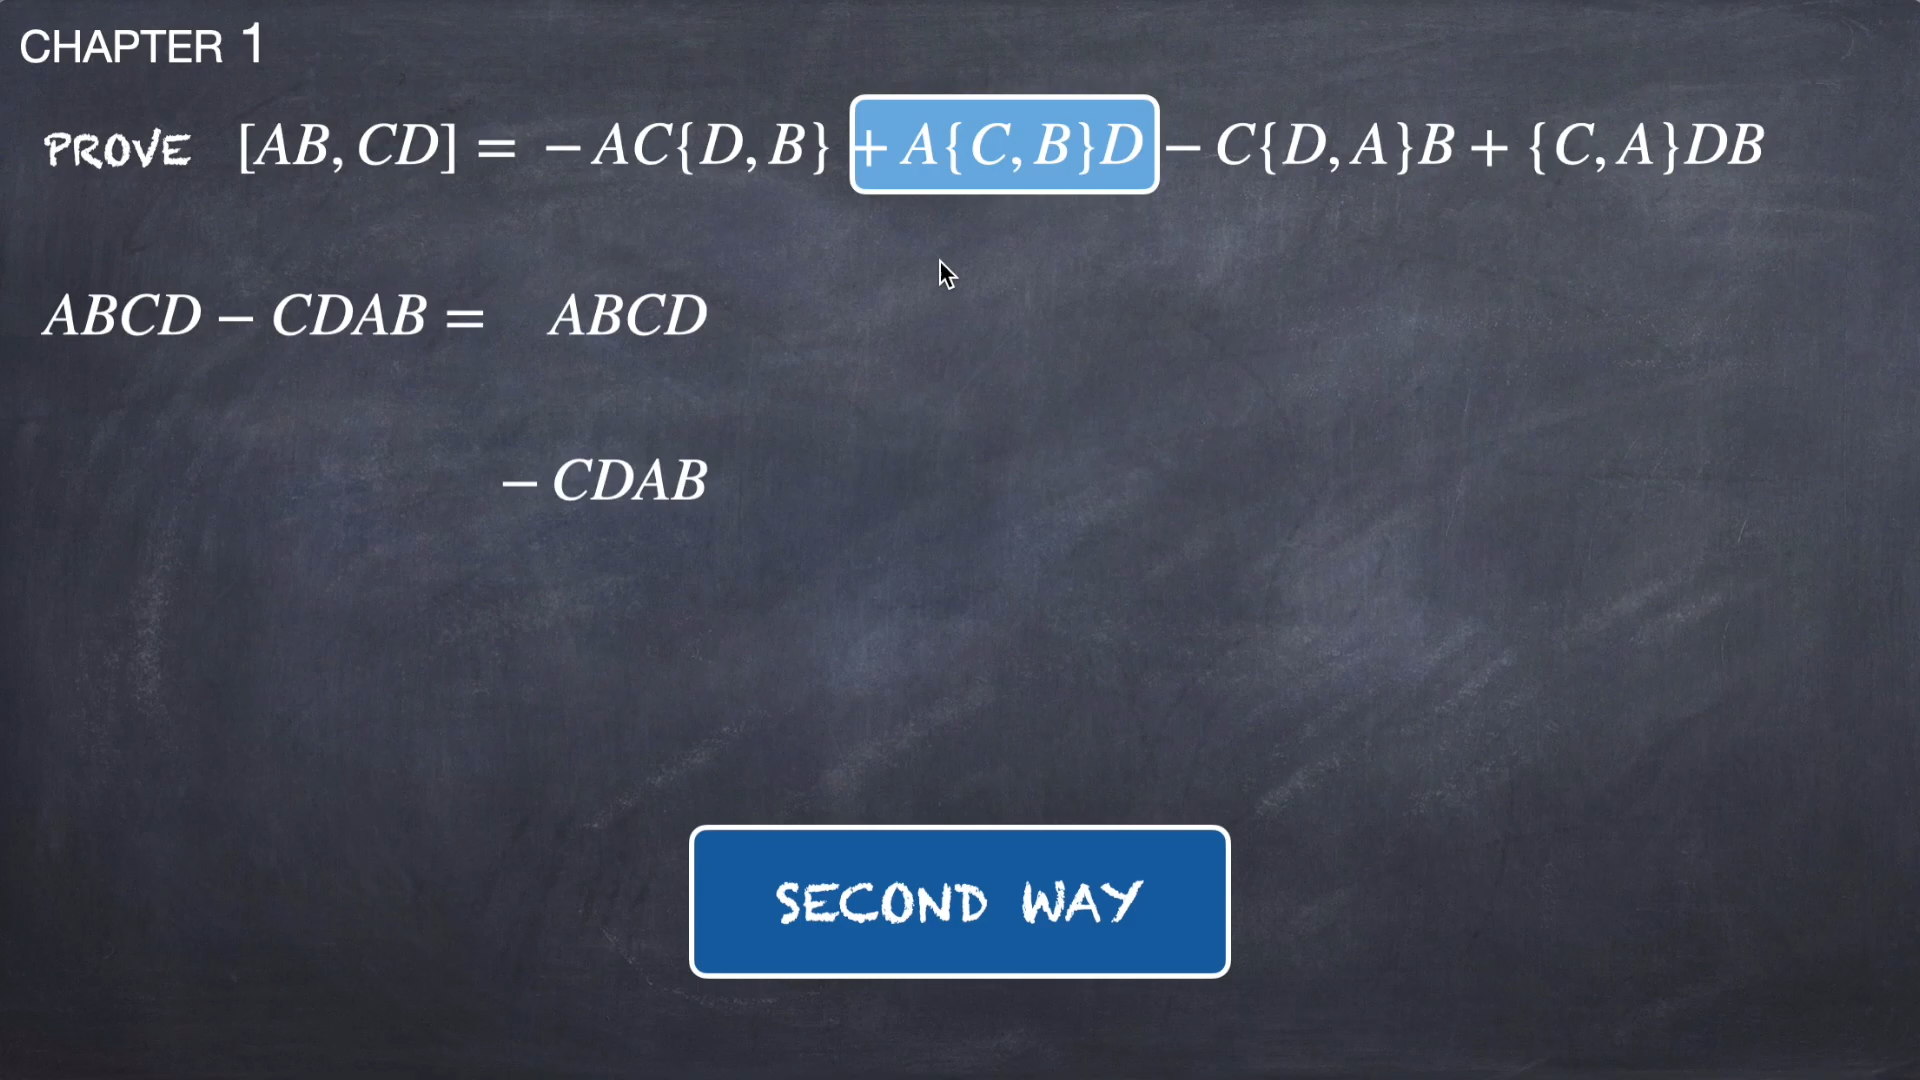 CHAPTER 1
PROVE [AB, CD] = −AC{D, B} + A{C, B}D − C{D, A}B + {C, A}DB
ABCD − CDAB = ABCD
− CDAB
SECOND WAY